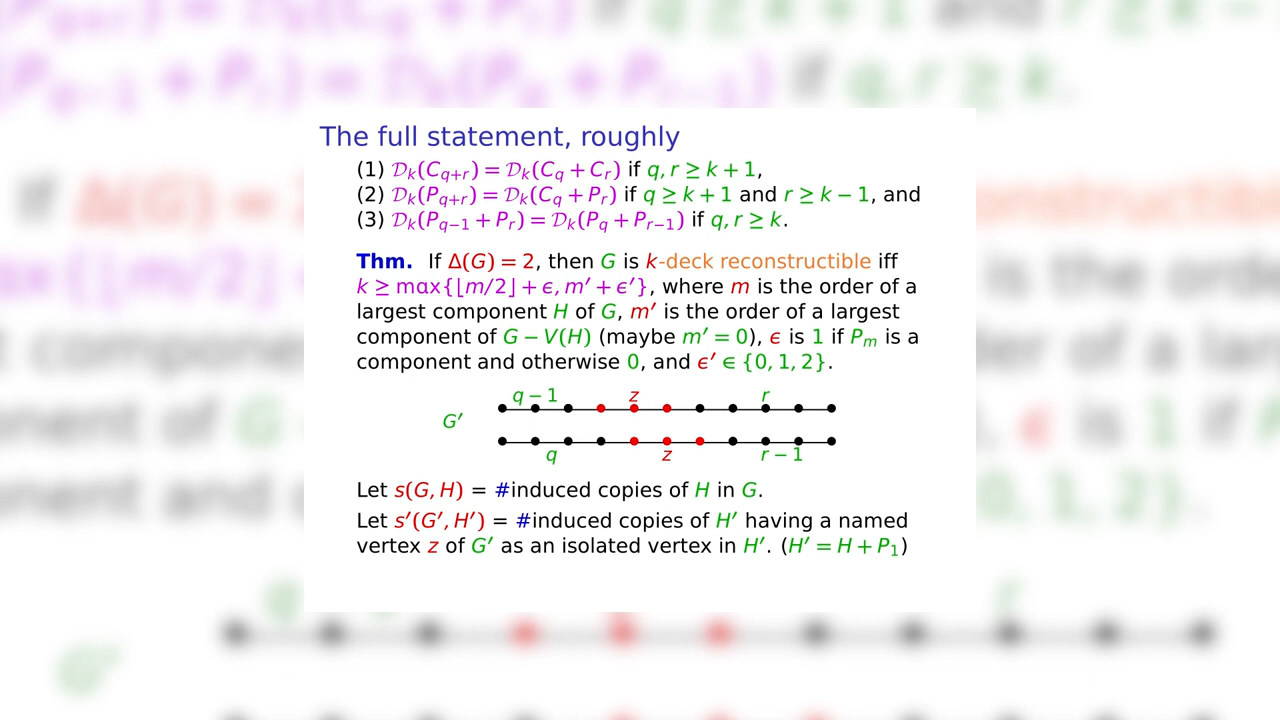 The full statement, roughly
(1) 𝒟ₖ(C_{q+r}) = 𝒟ₖ(C_q + C_r) if q, r ≥ k + 1,
(2) 𝒟ₖ(P_{q+r}) = 𝒟ₖ(C_q + P_r) if q ≥ k + 1 and r ≥ k − 1, and
(3) 𝒟ₖ(P_{q−1} + P_r) = 𝒟ₖ(P_q + P_{r−1}) if q, r ≥ k.
Thm. If Δ(G) = 2, then G is k-deck reconstructible iff
k ≥ max{⌊m/2⌋ + ϵ, m′ + ϵ′}, where m is the order of a
largest component H of G, m′ is the order of a largest
component of G − V(H) (maybe m′ = 0), ϵ is 1 if P_m is a
component and otherwise 0, and ϵ′ ∈ {0, 1, 2}.
q − 1 z r
G′
q z r − 1
Let s(G, H) = #induced copies of H in G.
Let s′(G′, H′) = #induced copies of H′ having a named
vertex z of G′ as an isolated vertex in H′. (H′ = H + P₁)